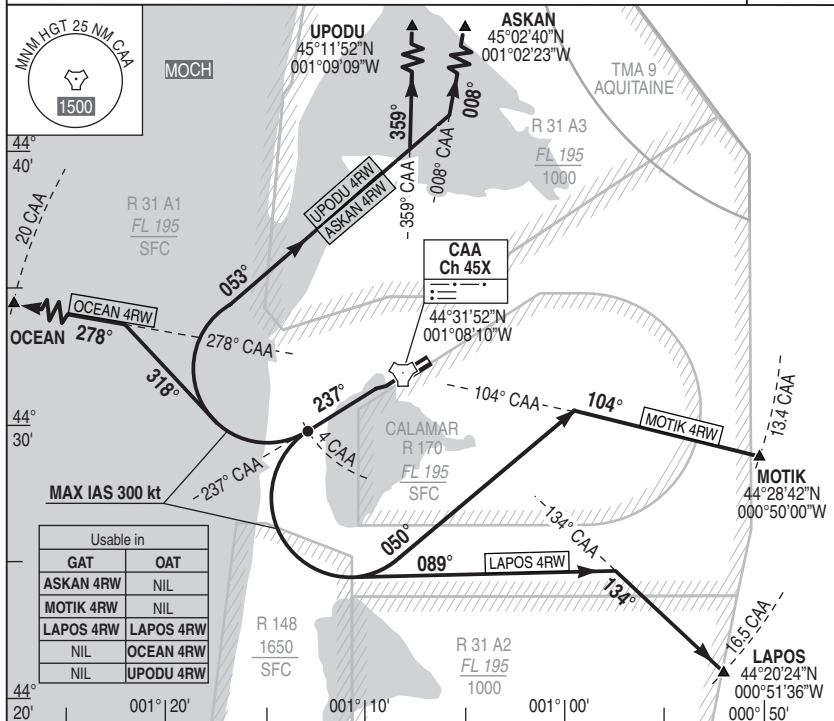 MNM HGT 25 NM CAA
1500
MOCH
UPODU
45°11'52"N
001°09'09"W
ASKAN
45°02'40"N
001°02'23"W
TMA 9
AQUITAINE
R 31 A3
FL 195
1000
359°
008°
359° CAA
008° CAA
44°
40'
20 CAA
R 31 A1
FL 195
SFC
UPODU 4RW
ASKAN 4RW
053°
CAA
Ch 45X
44°31'52"N
001°08'10"W
OCEAN 4RW
OCEAN
278°
278° CAA
318°
237°
104° CAA
104°
MOTIK 4RW
13.4 CAA
44°
30'
4 CAA
237° CAA
CALAMAR
R 170
FL 195
SFC
MOTIK
44°28'42"N
000°50'00"W
MAX IAS 300 kt
050°
134° CAA
089°
LAPOS 4RW
134°
16.5 CAA
Usable in
GAT OAT
ASKAN 4RW NIL
MOTIK 4RW NIL
LAPOS 4RW LAPOS 4RW
NIL OCEAN 4RW
NIL UPODU 4RW
R 148
1650
SFC
R 31 A2
FL 195
1000
LAPOS
44°20'24"N
000°51'36"W
44°
20'
001°20'
001°10'
001°00'
000°50'